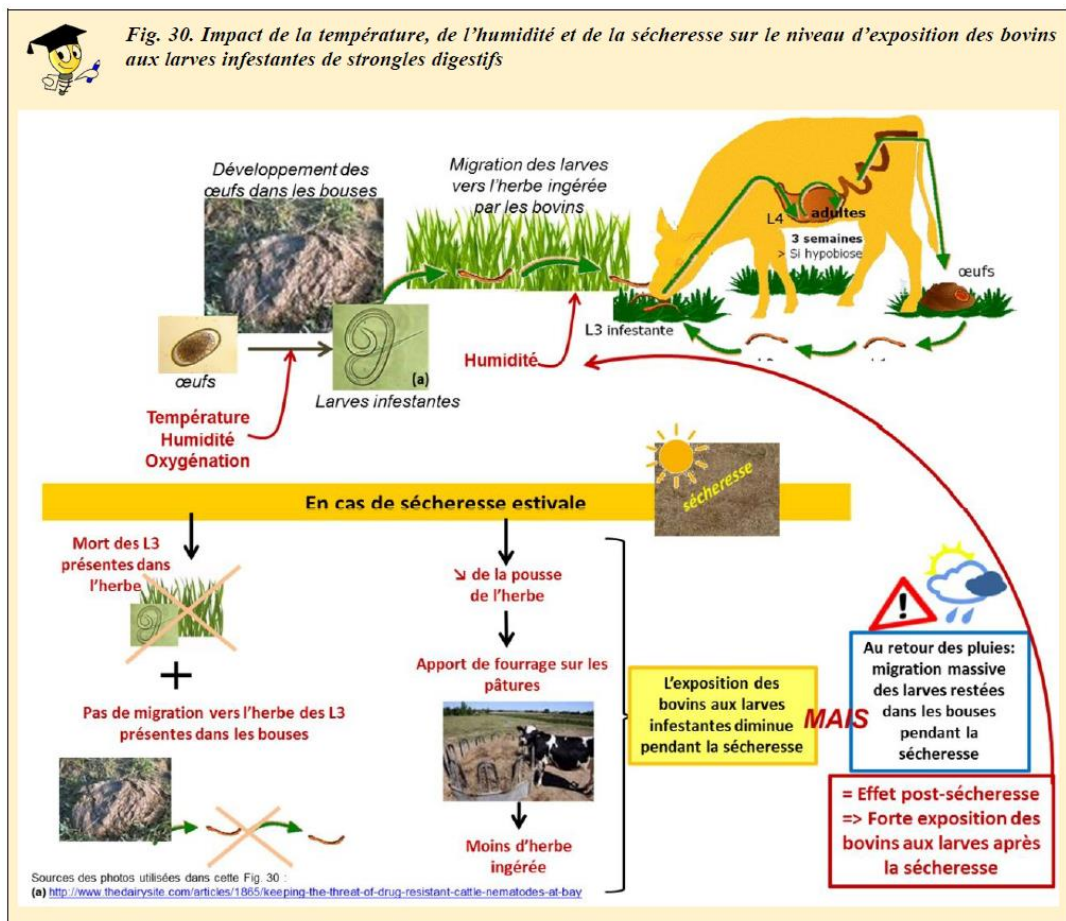 Fig. 30. Impact de la température, de l'humidité et de la sécheresse sur le niveau d'exposition des bovins
aux larves infestantes de strongles digestifs
Développement des
œufs dans les bouses
Migration des larves
vers l'herbe ingérée
par les bovins
L4
adultes
3 semaines
> Si hypobiose
œufs
L3 infestante
Humidité
(a)
œufs
Larves infestantes
Température
Humidité
Oxygénation
En cas de sécheresse estivale
sécheresse
Mort des L3
présentes dans
l'herbe
+
Pas de migration vers l'herbe des L3
présentes dans les bouses
↘ de la pousse
de l'herbe
Apport de fourrage sur les
pâtures
Moins d'herbe
ingérée
L'exposition des
bovins aux larves
infestantes diminue
pendant la sécheresse
MAIS
!
Au retour des pluies:
migration massive
des larves restées
dans les bouses
pendant la
sécheresse
= Effet post-sécheresse
=> Forte exposition des
bovins aux larves après
la sécheresse
Sources des photos utilisées dans cette Fig. 30 :
(a) http://www.thedairysite.com/articles/1865/keeping-the-threat-of-drug-resistant-cattle-nematodes-at-bay